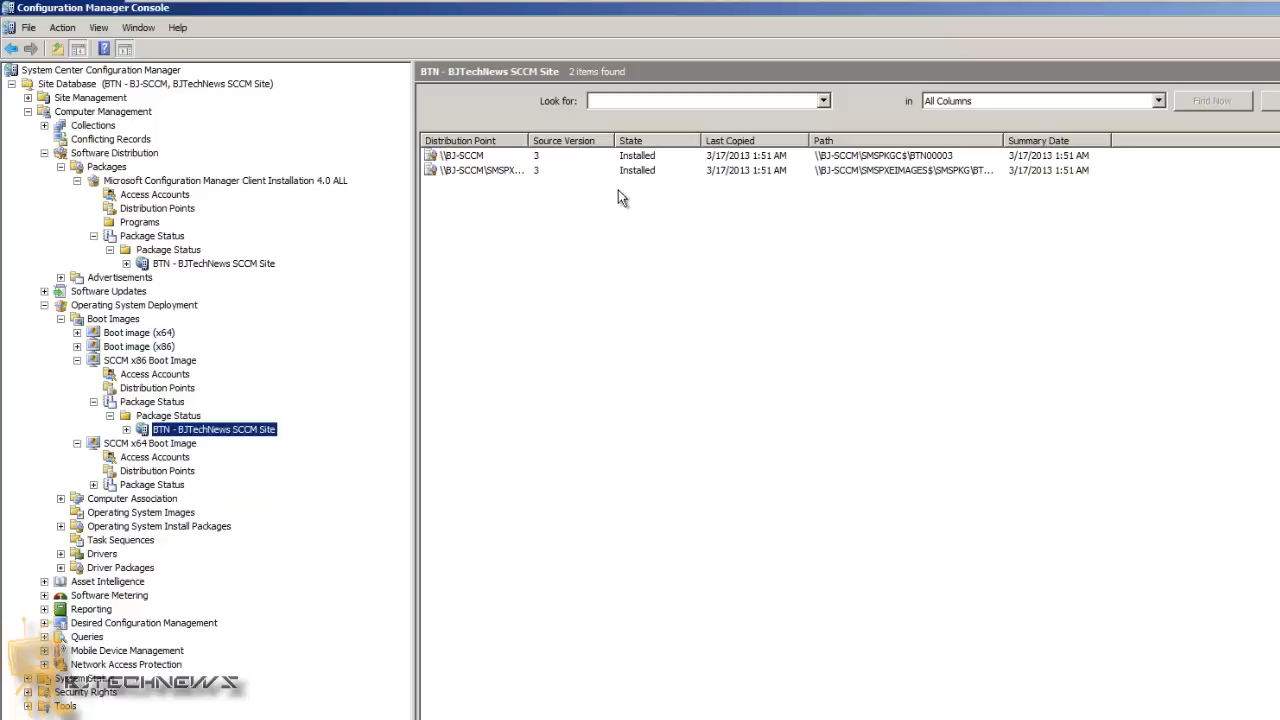 Configuration Manager Console
File Action View Window Help
System Center Configuration Manager
Site Database (BTN - BJ-SCCM, BJTechNews SCCM Site)
Site Management
Computer Management
Collections
Conflicting Records
Software Distribution
Packages
Microsoft Configuration Manager Client Installation 4.0 ALL
Access Accounts
Distribution Points
Programs
Package Status
Package Status
BTN - BJTechNews SCCM Site
Advertisements
Software Updates
Operating System Deployment
Boot Images
Boot image (x64)
Boot image (x86)
SCCM x86 Boot Image
Access Accounts
Distribution Points
Package Status
Package Status
BTN - BJTechNews SCCM Site
SCCM x64 Boot Image
Access Accounts
Distribution Points
Package Status
Computer Association
Operating System Images
Operating System Install Packages
Task Sequences
Drivers
Driver Packages
Asset Intelligence
Software Metering
Reporting
Desired Configuration Management
Queries
Mobile Device Management
Network Access Protection
BJTECHNEWS
Security Rights
Tools
BTN - BJTechNews SCCM Site 2 items found
Look for: in All Columns Find Now
Distribution Point Source Version State Last Copied Path Summary Date
\\BJ-SCCM 3 Installed 3/17/2013 1:51 AM \\BJ-SCCM\SMSPKGC$\BTN00003 3/17/2013 1:51 AM
\\BJ-SCCM\SMSPX... 3 Installed 3/17/2013 1:51 AM \\BJ-SCCM\SMSPXEIMAGES$\SMSPKG\BT... 3/17/2013 1:51 AM